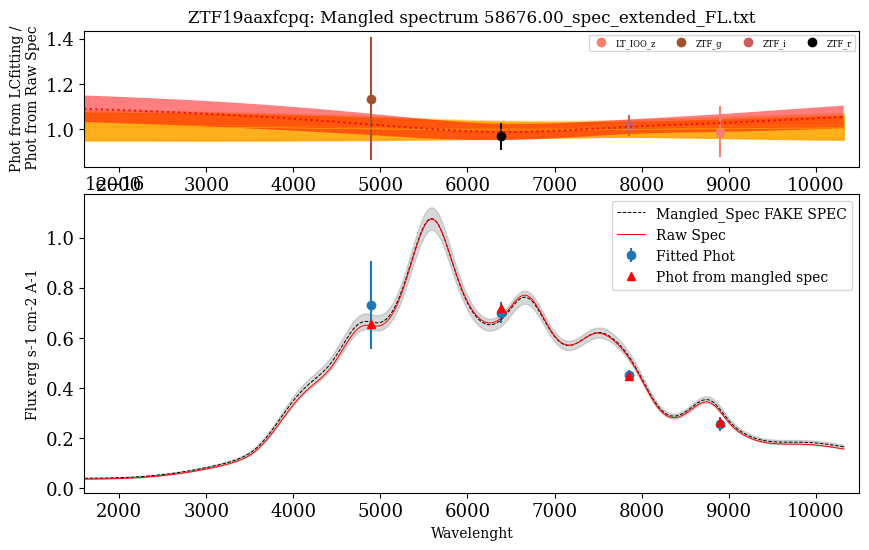 ZTF19aaxfcpq: Mangled spectrum 58676.00_spec_extended_FL.txt
Phot from LCfitting /
Phot from Raw Spec
1.4
1.2
1.0
LT_IOO_z
ZTF_g
ZTF_i
ZTF_r
2000 3000 4000 5000 6000 7000 8000 9000 10000
1e−16
Flux erg s-1 cm-2 A-1
1.0
0.8
0.6
0.4
0.2
0.0
Mangled_Spec FAKE SPEC
Raw Spec
Fitted Phot
Phot from mangled spec
2000 3000 4000 5000 6000 7000 8000 9000 10000
Wavelenght